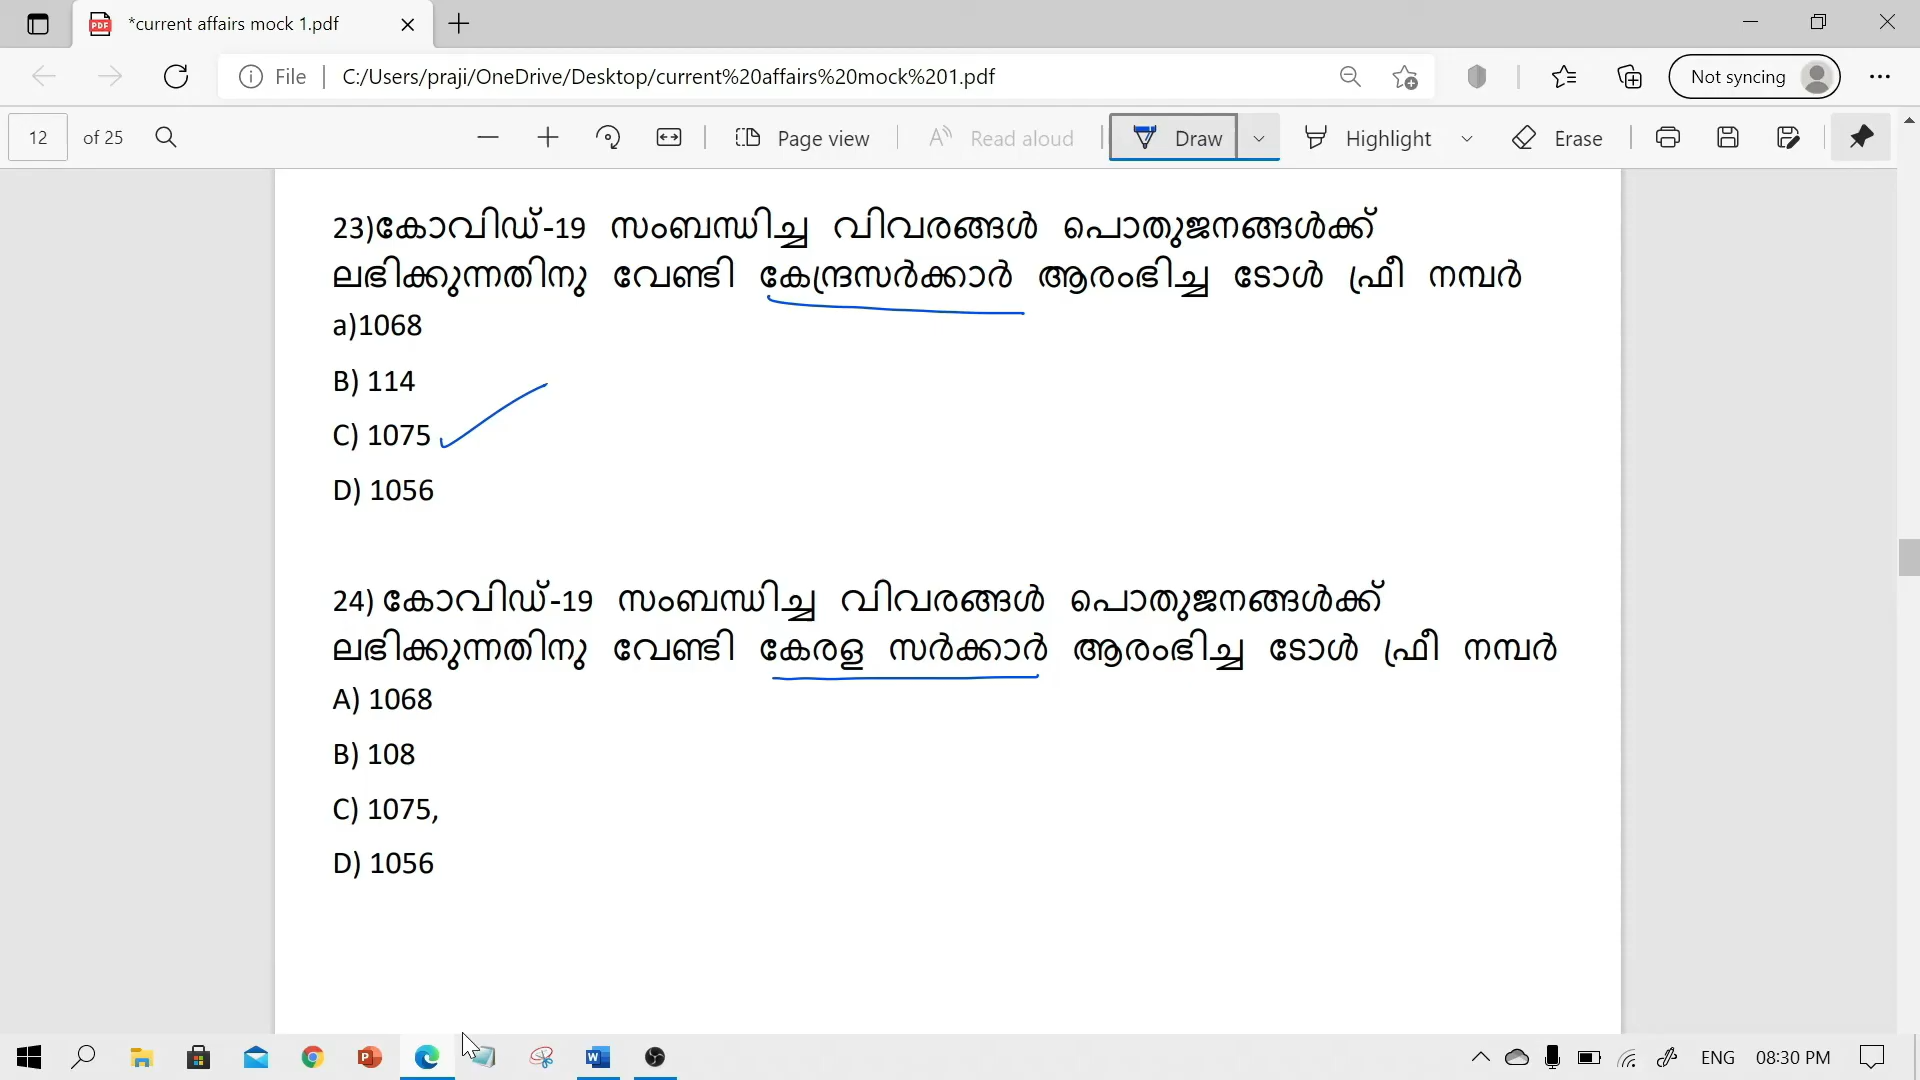 *current affairs mock 1.pdf
File
C:/Users/praji/OneDrive/Desktop/current%20affairs%20mock%201.pdf
Not syncing
12 of 25
Page view
Read aloud
Draw
Highlight
Erase
23)കോവിഡ്-19 സംബന്ധിച്ച വിവരങ്ങൾ പൊതുജനങ്ങൾക്ക്
ലഭിക്കുന്നതിനു വേണ്ടി കേന്ദ്രസർക്കാർ ആരംഭിച്ച ടോൾ ഫ്രീ നമ്പർ
a)1068
B) 114
C) 1075
D) 1056
24) കോവിഡ്-19 സംബന്ധിച്ച വിവരങ്ങൾ പൊതുജനങ്ങൾക്ക്
ലഭിക്കുന്നതിനു വേണ്ടി കേരള സർക്കാർ ആരംഭിച്ച ടോൾ ഫ്രീ നമ്പർ
A) 1068
B) 108
C) 1075,
D) 1056
ENG 08:30 PM